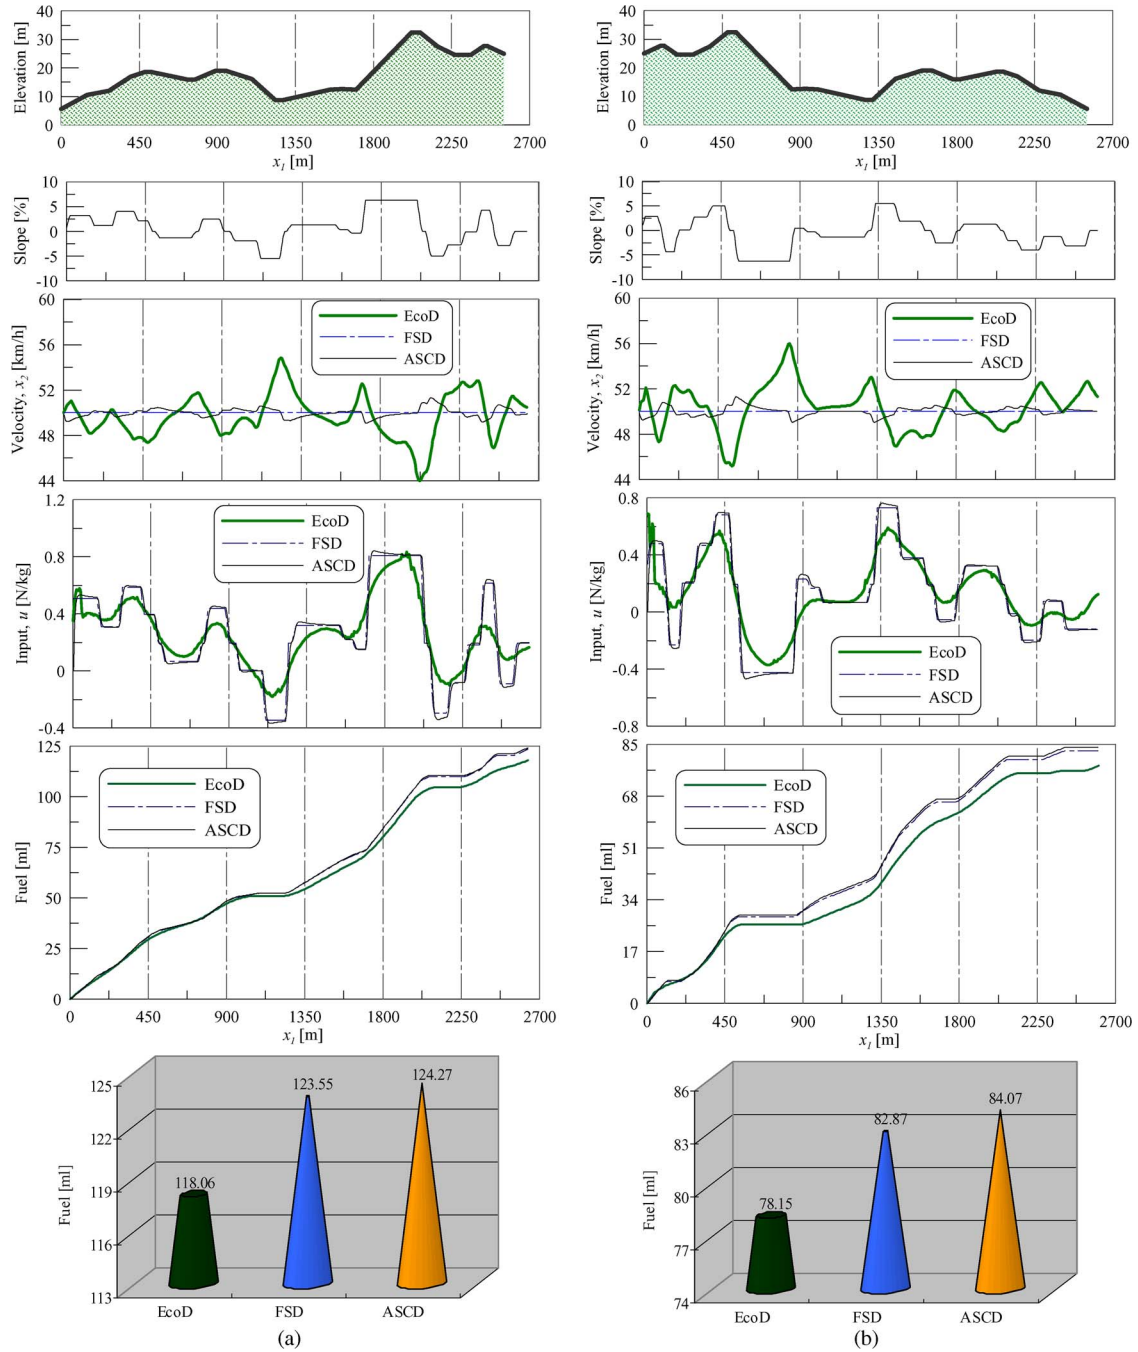 Elevation [m]
40
30
20
10
0
0 450 900 1350 1800 2250 2700
x1 [m]
Slope [%]
10
5
0
-5
-10
Velocity, x2 [km/h]
60
56
52
48
44
EcoD
FSD
ASCD
Input, u [N/kg]
1.2
0.8
0.4
0
-0.4
EcoD
FSD
ASCD
Fuel [ml]
125
100
75
50
25
0
EcoD
FSD
ASCD
0 450 900 1350 1800 2250 2700
x1 [m]
Fuel [ml]
125
122
119
116
113
118.06
123.55
124.27
EcoD FSD ASCD
(a)
Elevation [m]
40
30
20
10
0
0 450 900 1350 1800 2250 2700
x1 [m]
Slope [%]
10
5
0
-5
-10
Velocity, x2 [km/h]
60
56
52
48
44
EcoD
FSD
ASCD
Input, u [N/kg]
0.8
0.4
0
-0.4
-0.8
EcoD
FSD
ASCD
Fuel [ml]
85
68
51
34
17
0
EcoD
FSD
ASCD
0 450 900 1350 1800 2250 2700
x1 [m]
Fuel [ml]
86
83
80
77
74
78.15
82.87
84.07
EcoD FSD ASCD
(b)